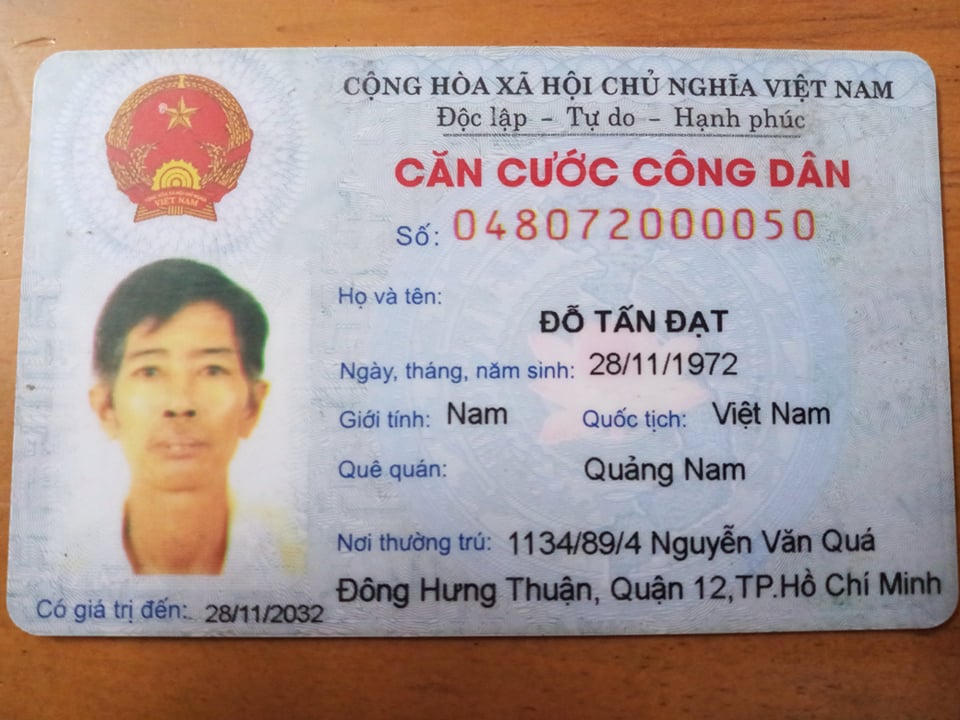 CỘNG HÒA XÃ HỘI CHỦ NGHĨA VIỆT NAM
Độc lập - Tự do - Hạnh phúc
CĂN CƯỚC CÔNG DÂN
Số: 048072000050
Họ và tên:
ĐỖ TẤN ĐẠT
Ngày, tháng, năm sinh: 28/11/1972
Giới tính: Nam Quốc tịch: Việt Nam
Quê quán: Quảng Nam
Nơi thường trú: 1134/89/4 Nguyễn Văn Quá
Đông Hưng Thuận, Quận 12,TP.Hồ Chí Minh
Có giá trị đến: 28/11/2032
VIỆT NAM